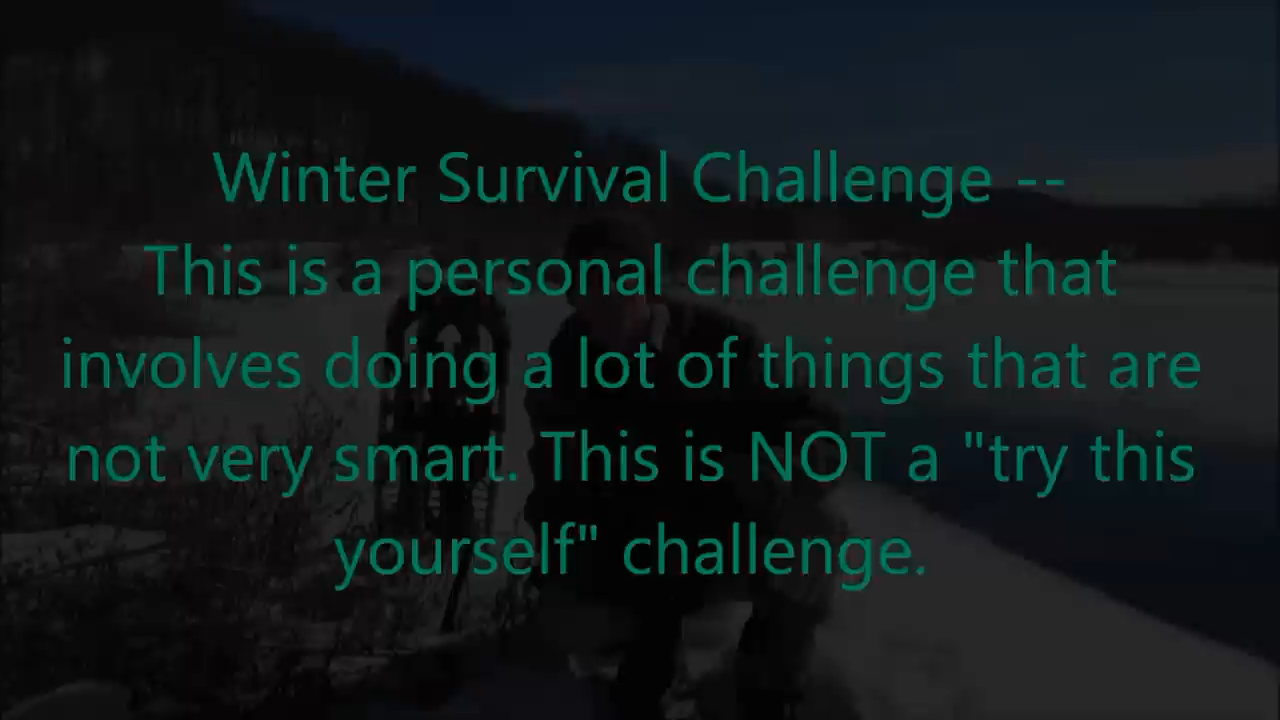 Winter Survival Challenge --
This is a personal challenge that
involves doing a lot of things that are
not very smart. This is NOT a "try this
yourself" challenge.